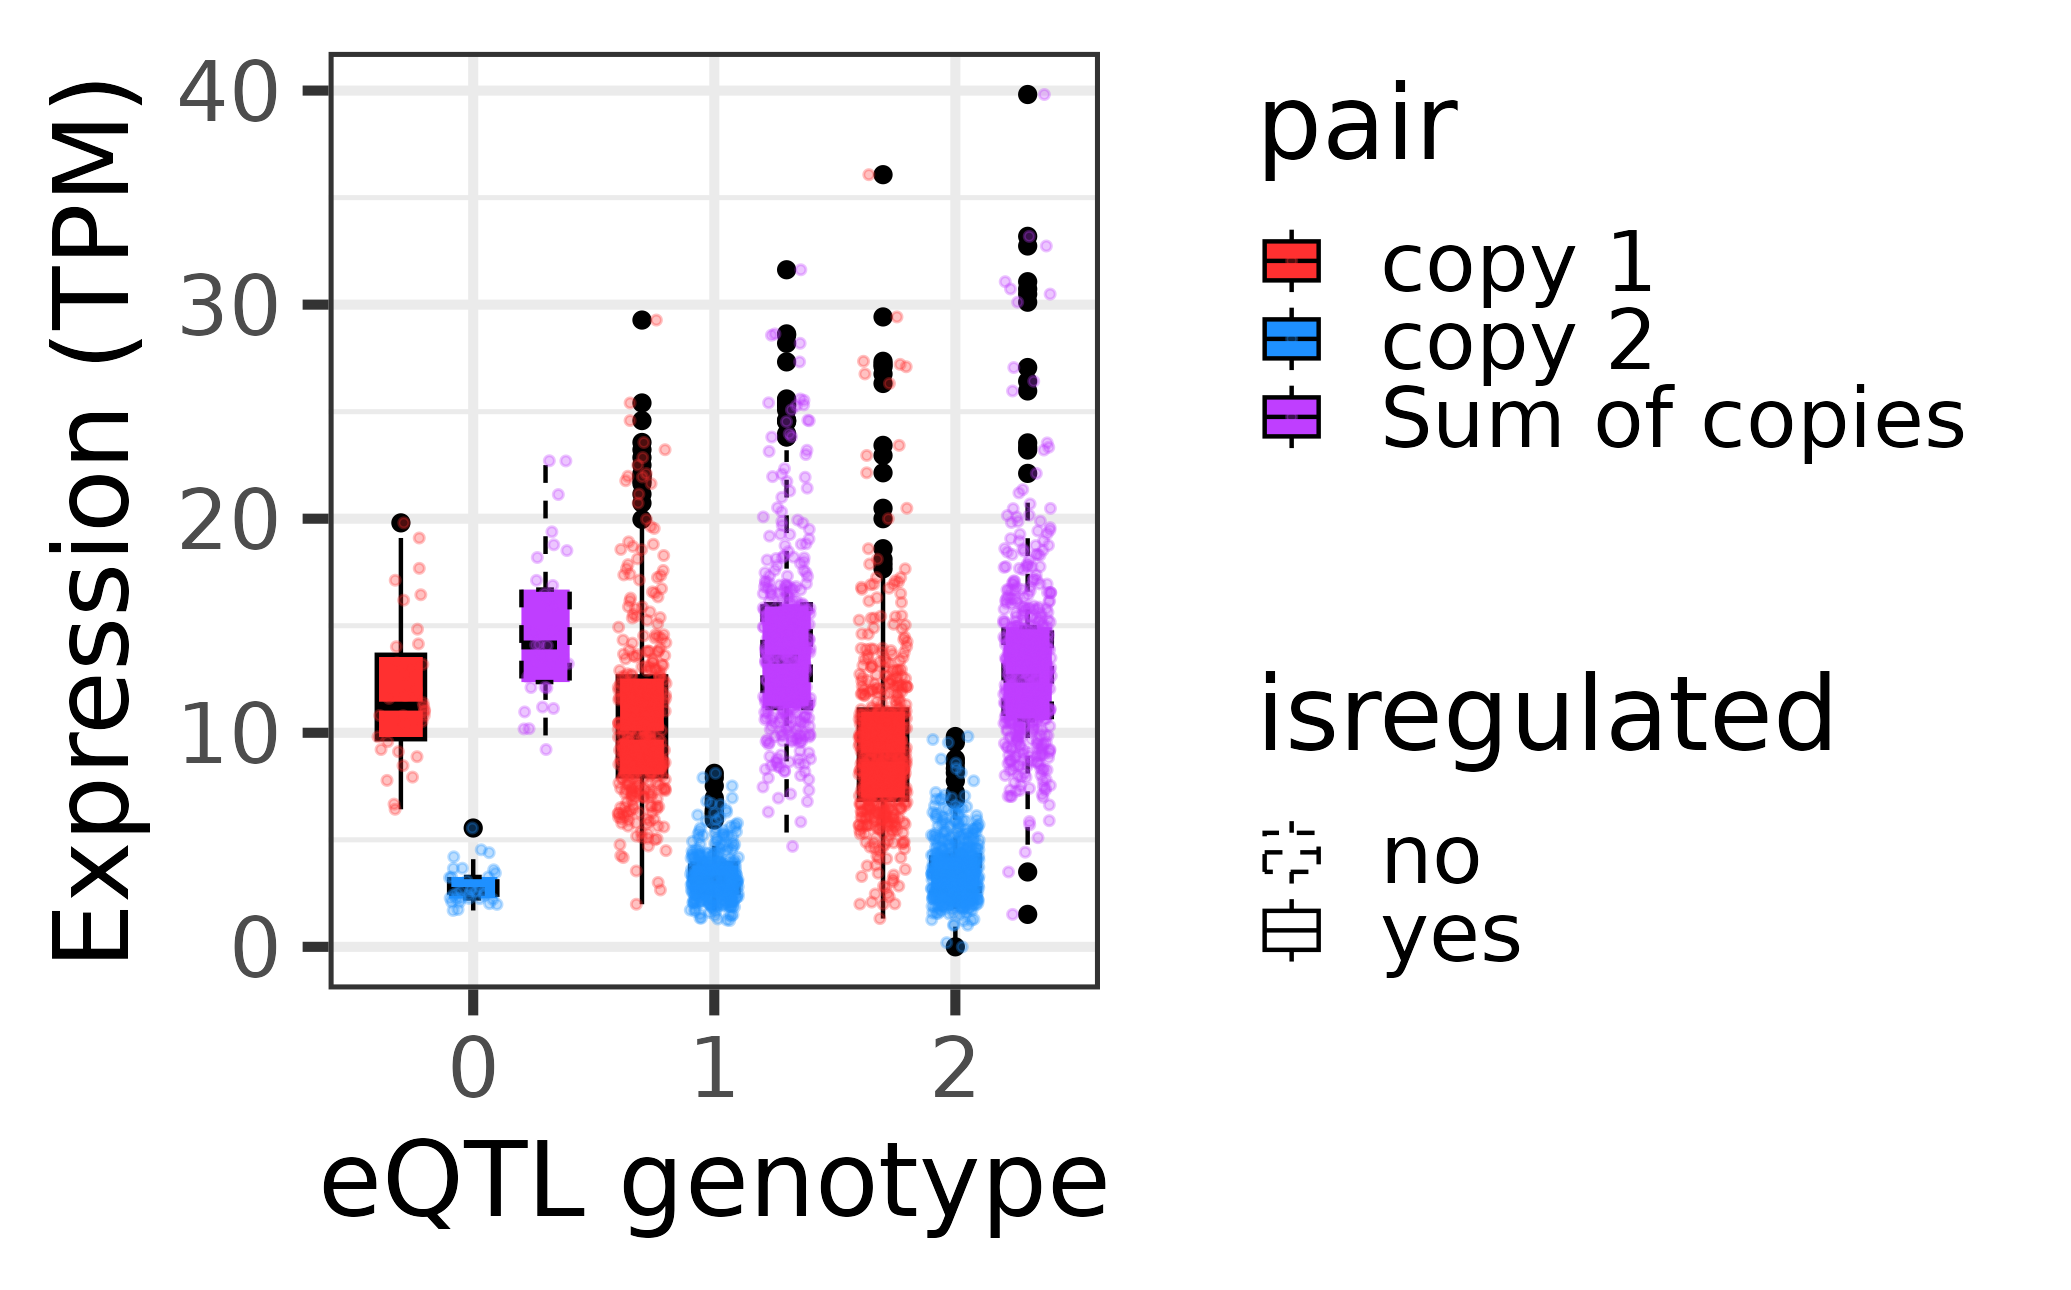 Expression (TPM)
40
30
20
10
0
0 1 2
eQTL genotype
pair
copy 1
copy 2
Sum of copies
isregulated
no
yes